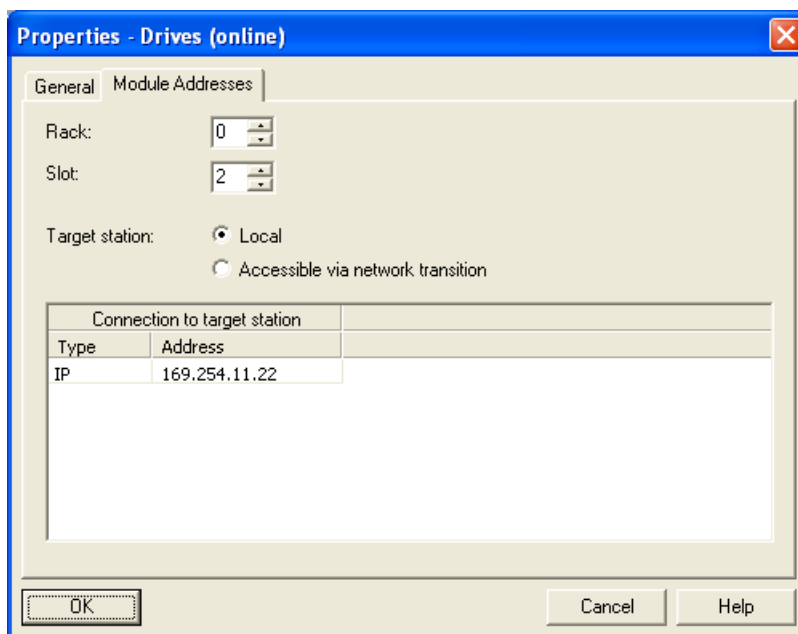 Properties - Drives (online)
General Module Addresses
Rack: 0
Slot: 2
Target station: Local
Accessible via network transition
Connection to target station
Type Address
IP 169.254.11.22
OK Cancel Help